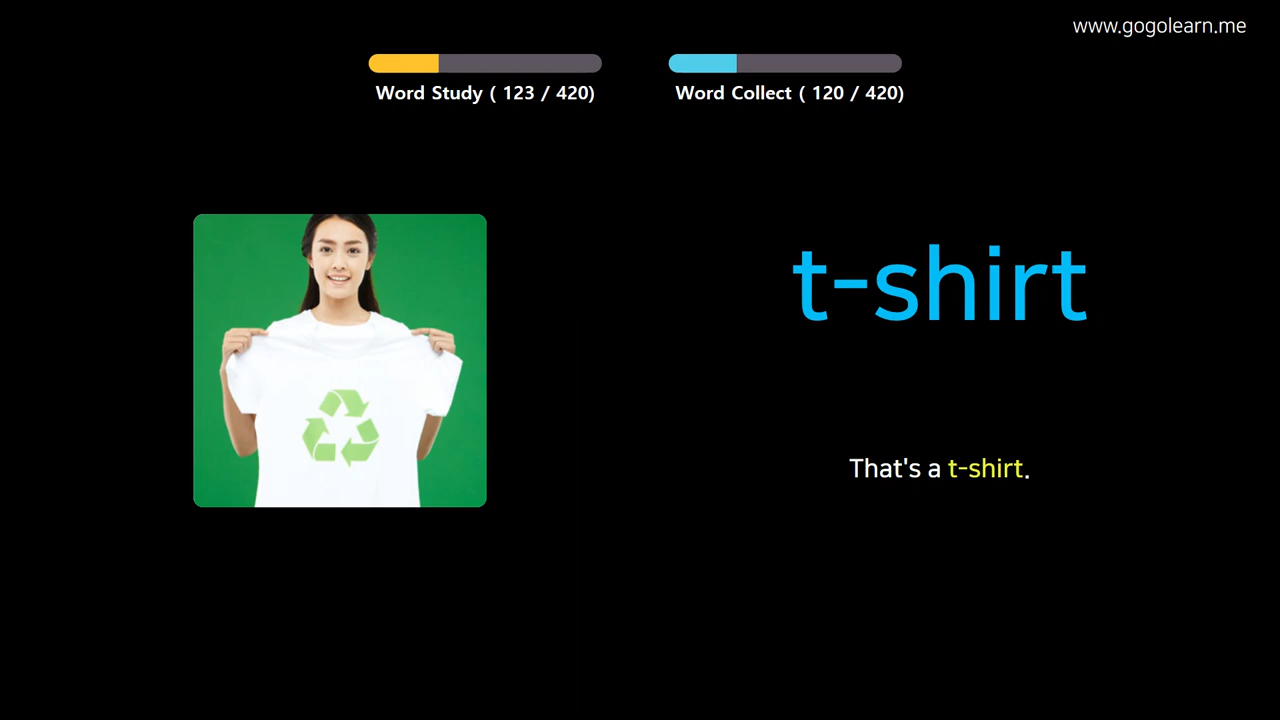 www.gogolearn.me
Word Study ( 123 / 420)
Word Collect ( 120 / 420)
t-shirt
That's a t-shirt.